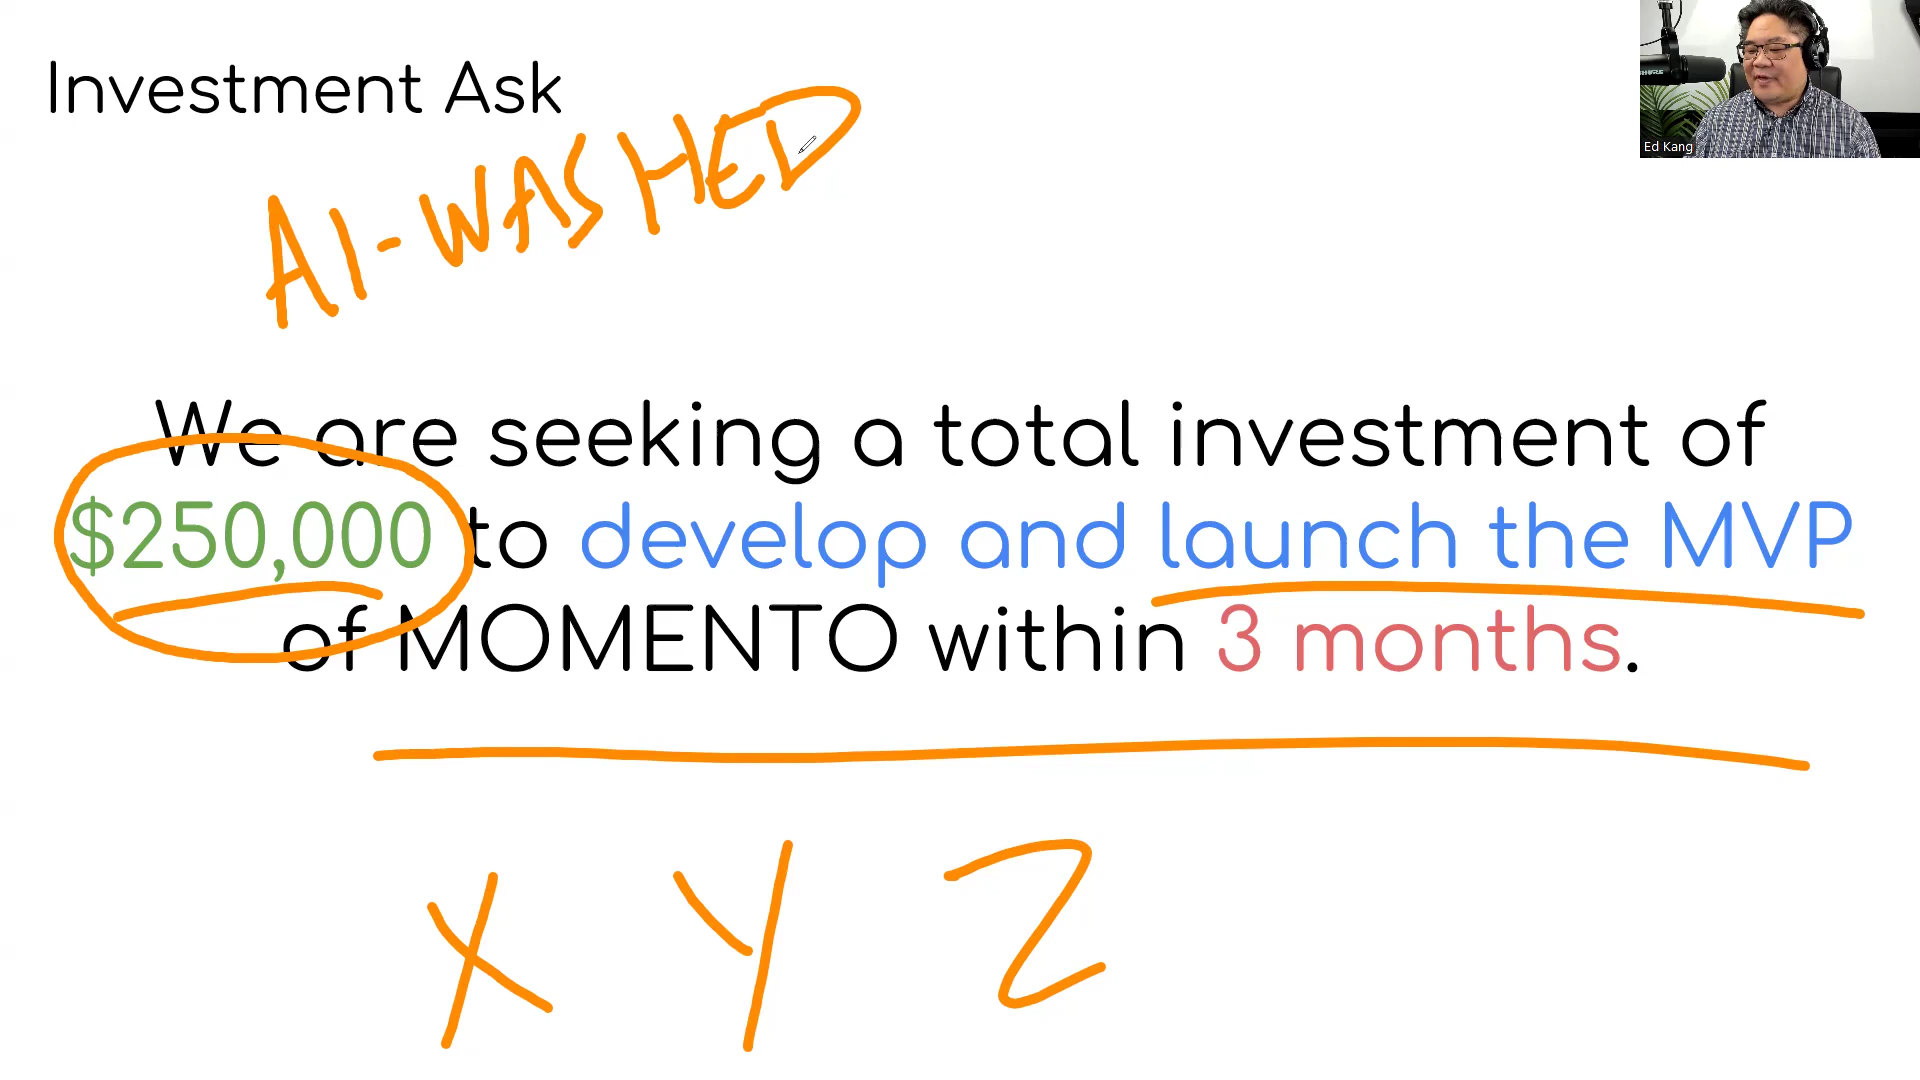 Investment Ask
SHURE
Ed Kang
AI-WASHED
We are seeking a total investment of
$250,000 to develop and launch the MVP
of MOMENTO within 3 months.
X Y Z